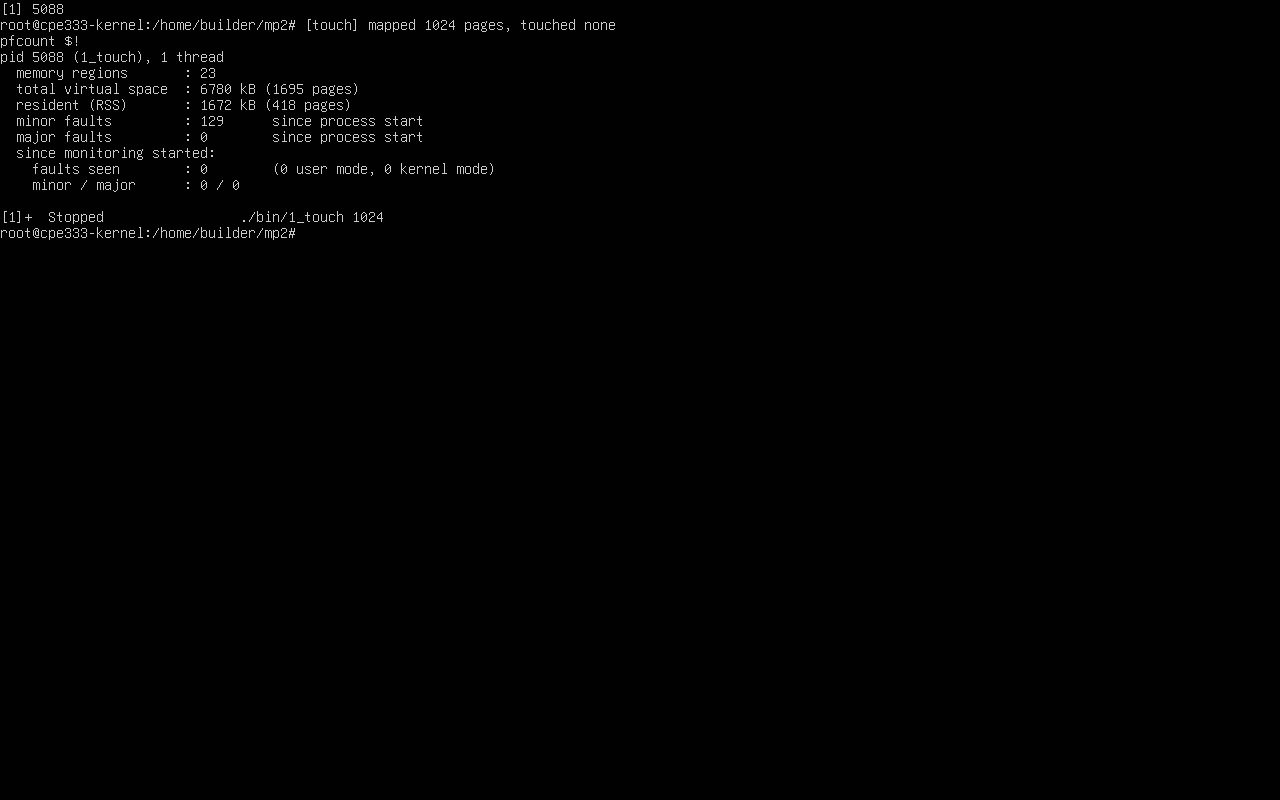 [1] 5088
root@cpe333-kernel:/home/builder/mp2# [touch] mapped 1024 pages, touched none
pfcount $!
pid 5088 (1_touch), 1 thread
  memory regions       : 23
  total virtual space  : 6780 kB (1695 pages)
  resident (RSS)       : 1672 kB (418 pages)
  minor faults         : 129      since process start
  major faults         : 0        since process start
  since monitoring started:
    faults seen        : 0        (0 user mode, 0 kernel mode)
    minor / major      : 0 / 0

[1]+  Stopped                 ./bin/1_touch 1024
root@cpe333-kernel:/home/builder/mp2#